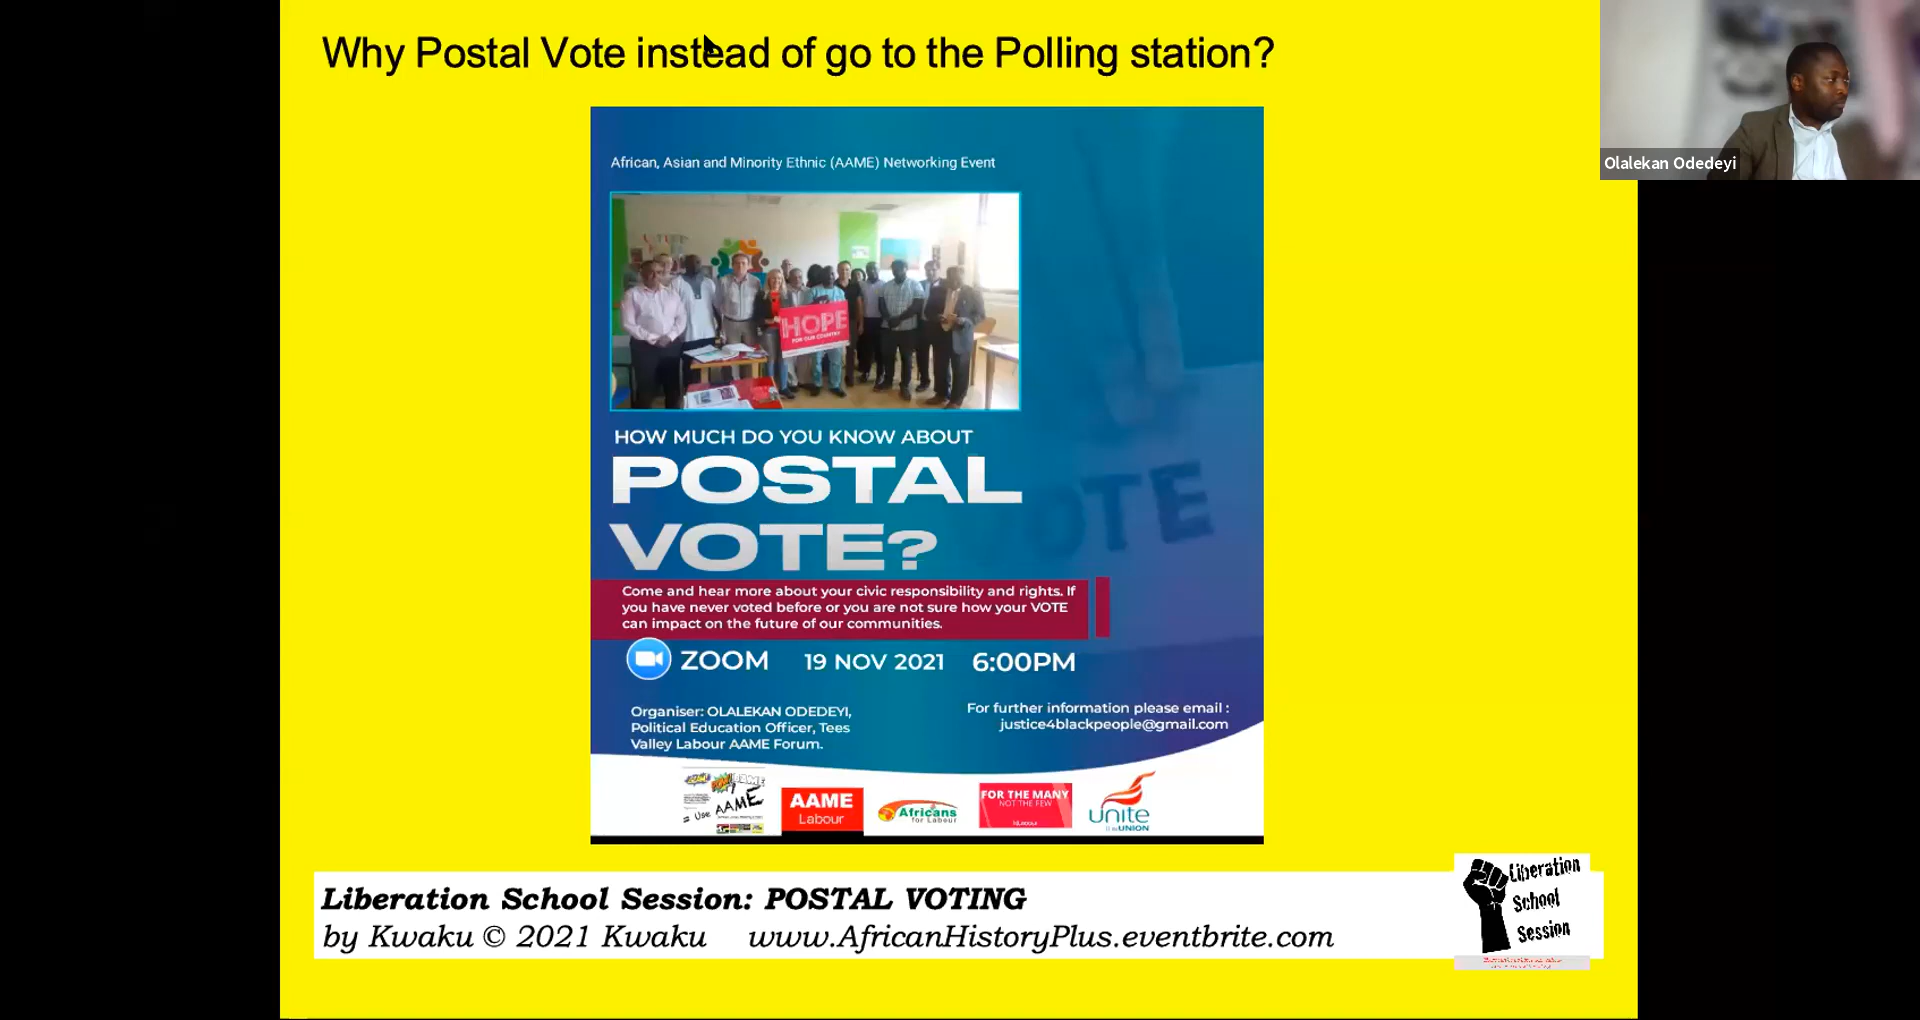 Why Postal Vote instead of go to the Polling station?
Olalekan Odedeyi
African, Asian and Minority Ethnic (AAME) Networking Event
HOPE
FOR OUR COUNTRY
HOW MUCH DO YOU KNOW ABOUT
POSTAL
VOTE?
VOTE
Come and hear more about your civic responsibility and rights. If
you have never voted before or you are not sure how your VOTE
can impact on the future of our communities.
ZOOM 19 NOV 2021 6:00PM
Organiser: OLALEKAN ODEDEYI,
Political Education Officer, Tees
Valley Labour AAME Forum.
For further information please email :
justice4blackpeople@gmail.com
= Use AAME
AAME
Labour
Africans
for Labour
FOR THE MANY
NOT THE FEW
Unite
the UNION
Liberation School Session: POSTAL VOTING
by Kwaku © 2021 Kwaku www.AfricanHistoryPlus.eventbrite.com
Liberation
School
Session